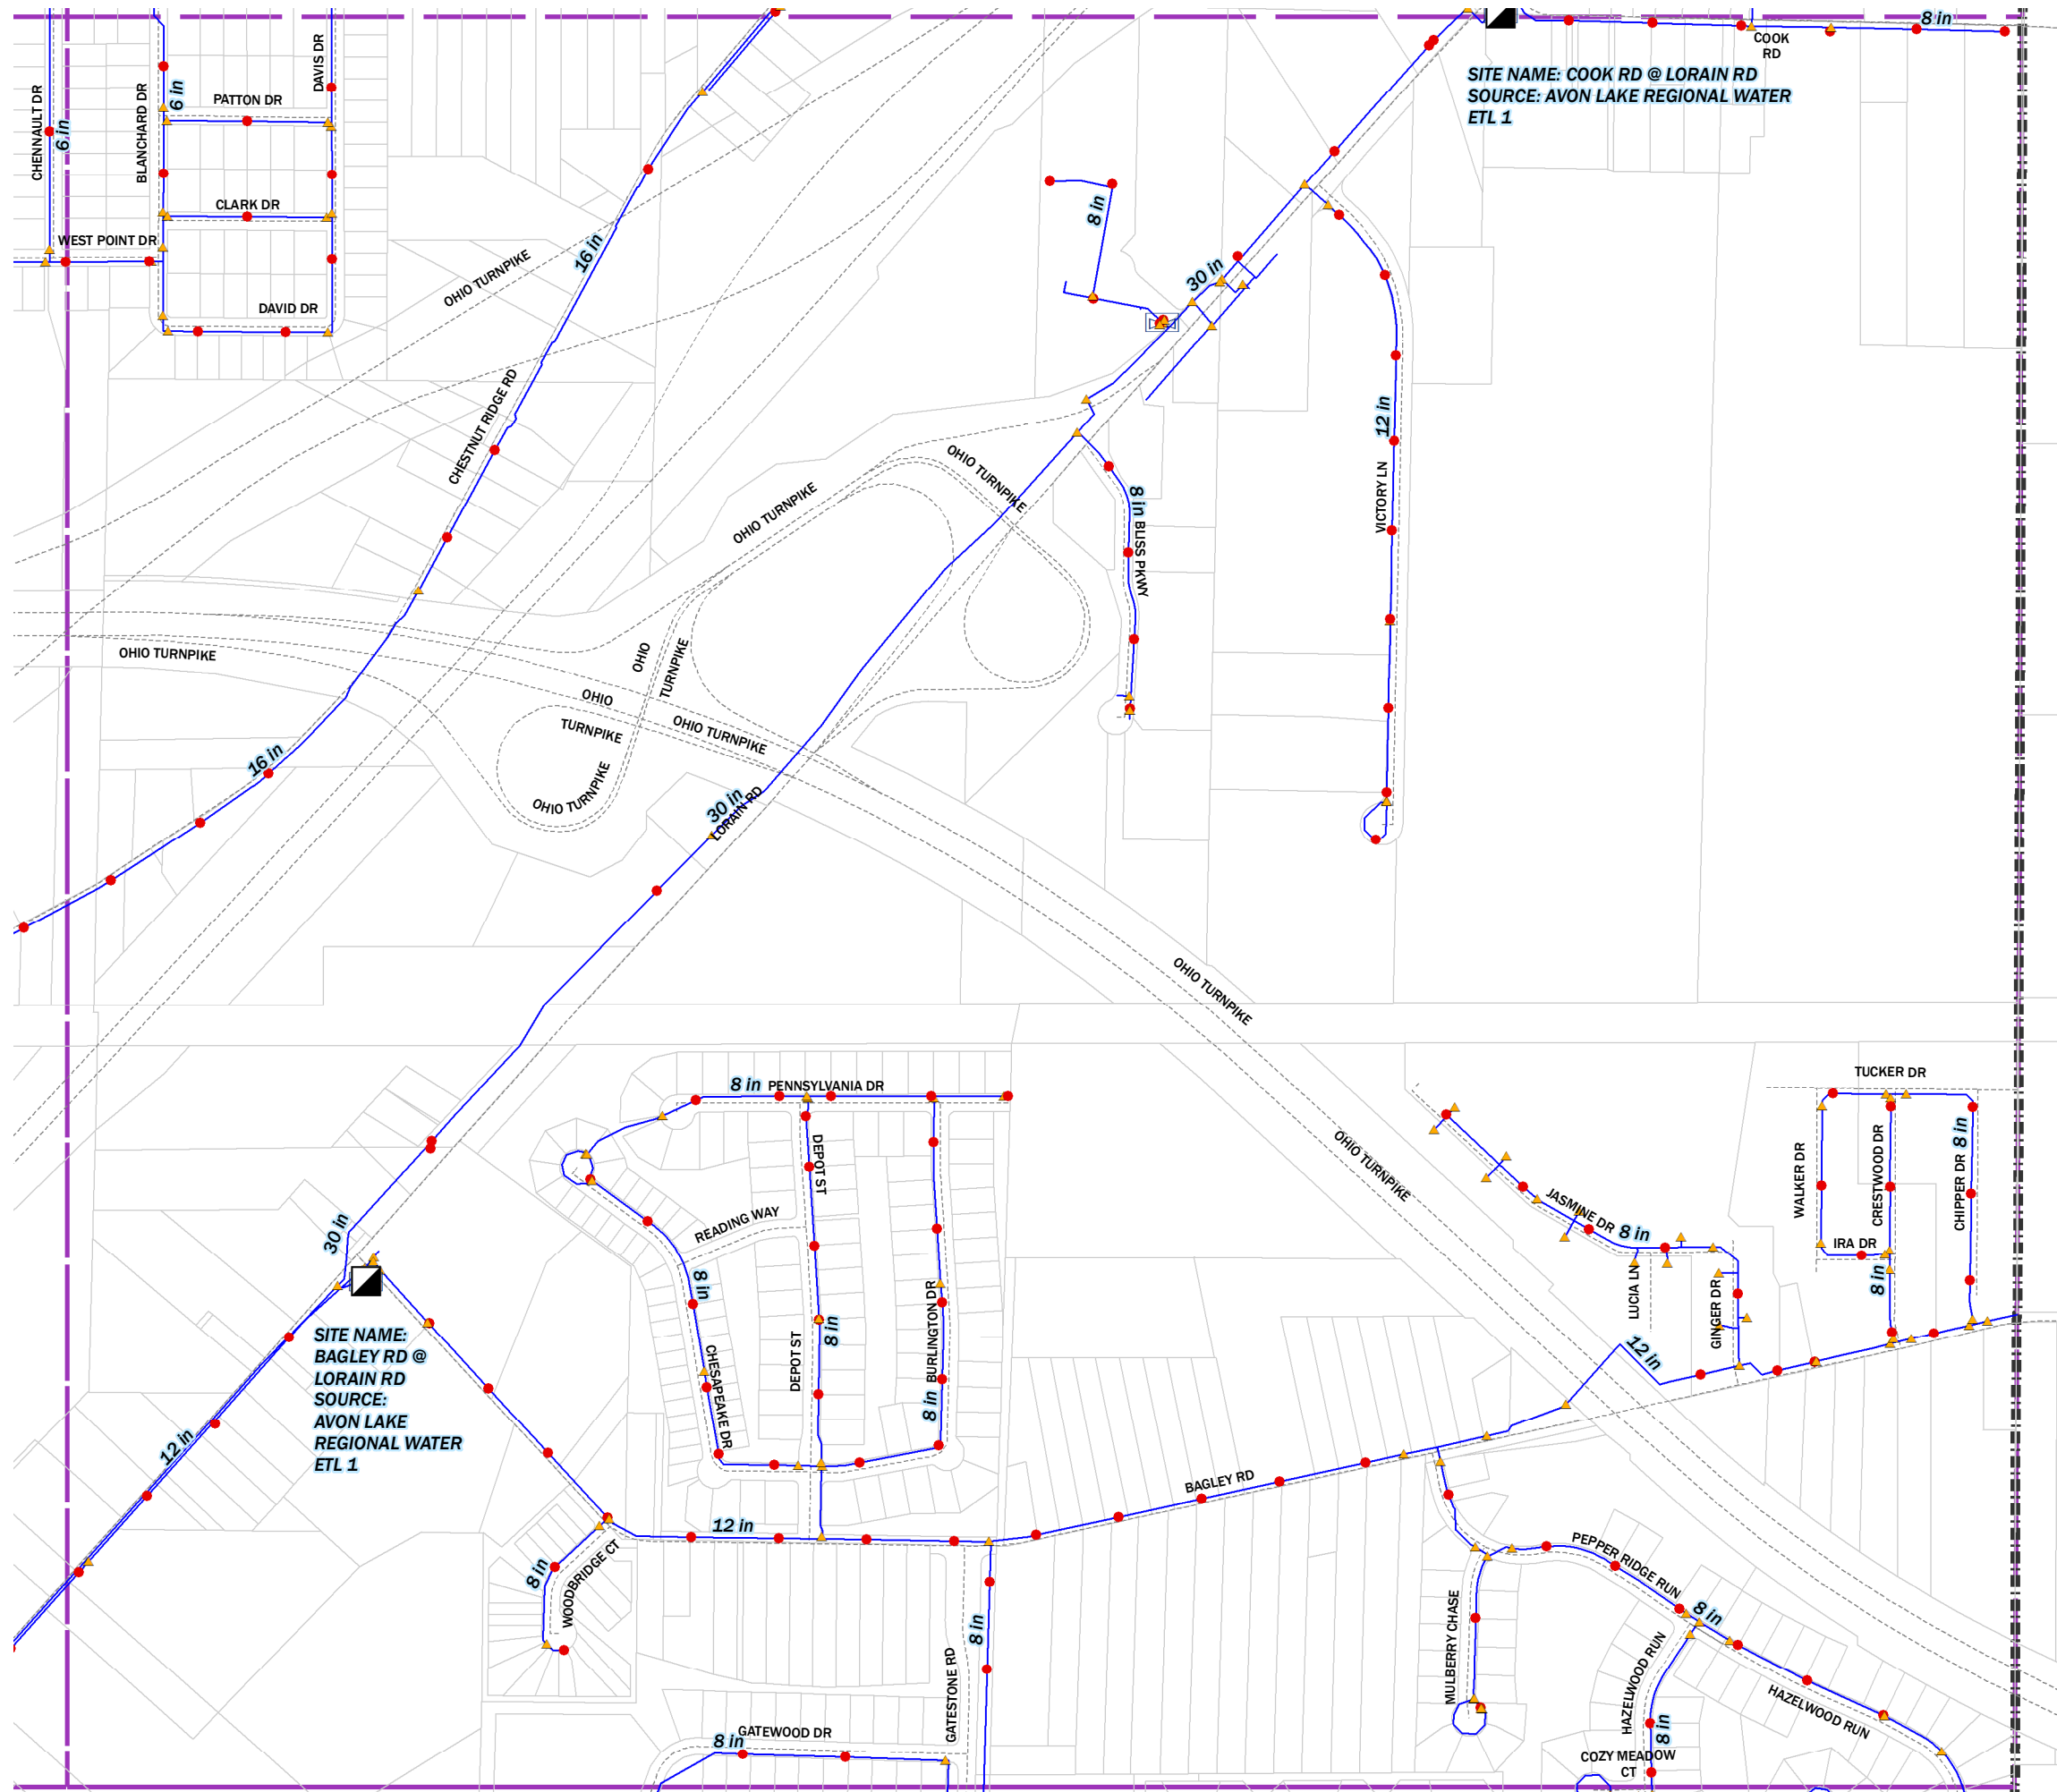 8 in
COOK
RD
SITE NAME: COOK RD @ LORAIN RD
SOURCE: AVON LAKE REGIONAL WATER
ETL 1
CHENNAULT DR
6 in
BLANCHARD DR
6 in
DAVIS DR
PATTON DR
CLARK DR
WEST POINT DR
DAVID DR
OHIO TURNPIKE
16 in
CHESTNUT RIDGE RD
8 in
30 in
12 in
VICTORY LN
8 in
BLISS PKWY
OHIO TURNPIKE
OHIO TURNPIKE
OHIO TURNPIKE
OHIO
TURNPIKE
OHIO
TURNPIKE
OHIO TURNPIKE
OHIO TURNPIKE
16 in
30 in
LORAIN RD
OHIO TURNPIKE
OHIO TURNPIKE
8 in
PENNSYLVANIA DR
DEPOT ST
READING WAY
8 in
CHESAPEAKE DR
DEPOT ST
8 in
BURLINGTON DR
8 in
30 in
SITE NAME:
BAGLEY RD @
LORAIN RD
SOURCE:
AVON LAKE
REGIONAL WATER
ETL 1
12 in
TUCKER DR
WALKER DR
CRESTWOOD DR
CHIPPER DR
8 in
IRA DR
8 in
JASMINE DR
8 in
LUCIA LN
GINGER DR
12 in
BAGLEY RD
12 in
8 in
WOODBRIDGE CT
8 in
GATESTONE RD
GATEWOOD DR
8 in
MULBERRY CHASE
PEPPER RIDGE RUN
8 in
HAZELWOOD RUN
HAZELWOOD RUN
8 in
COZY MEADOW
CT